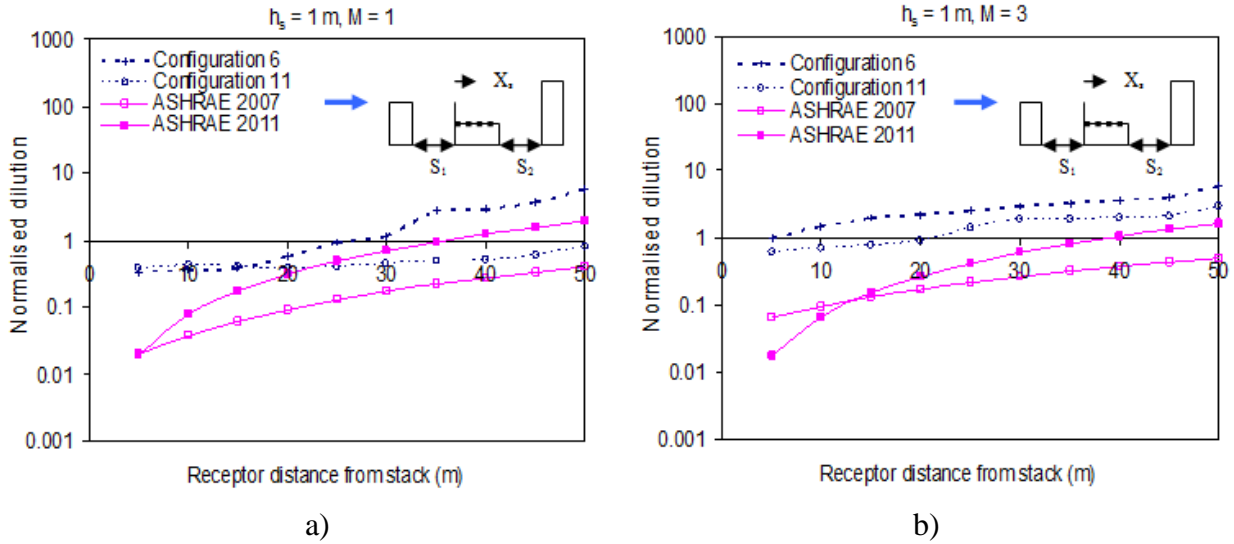 hₛ = 1 m, M = 1
1000
100
10
1
0.1
0.01
0.001
Normalised dilution
Configuration 6
Configuration 11
ASHRAE 2007
ASHRAE 2011
Xₛ
S₁
S₂
0
10
20
30
40
50
Receptor distance from stack (m)
a)
hₛ = 1 m, M = 3
1000
100
10
1
0.1
0.01
0.001
Normalised dilution
Configuration 6
Configuration 11
ASHRAE 2007
ASHRAE 2011
Xₛ
S₁
S₂
0
10
20
30
40
50
Receptor distance from stack (m)
b)